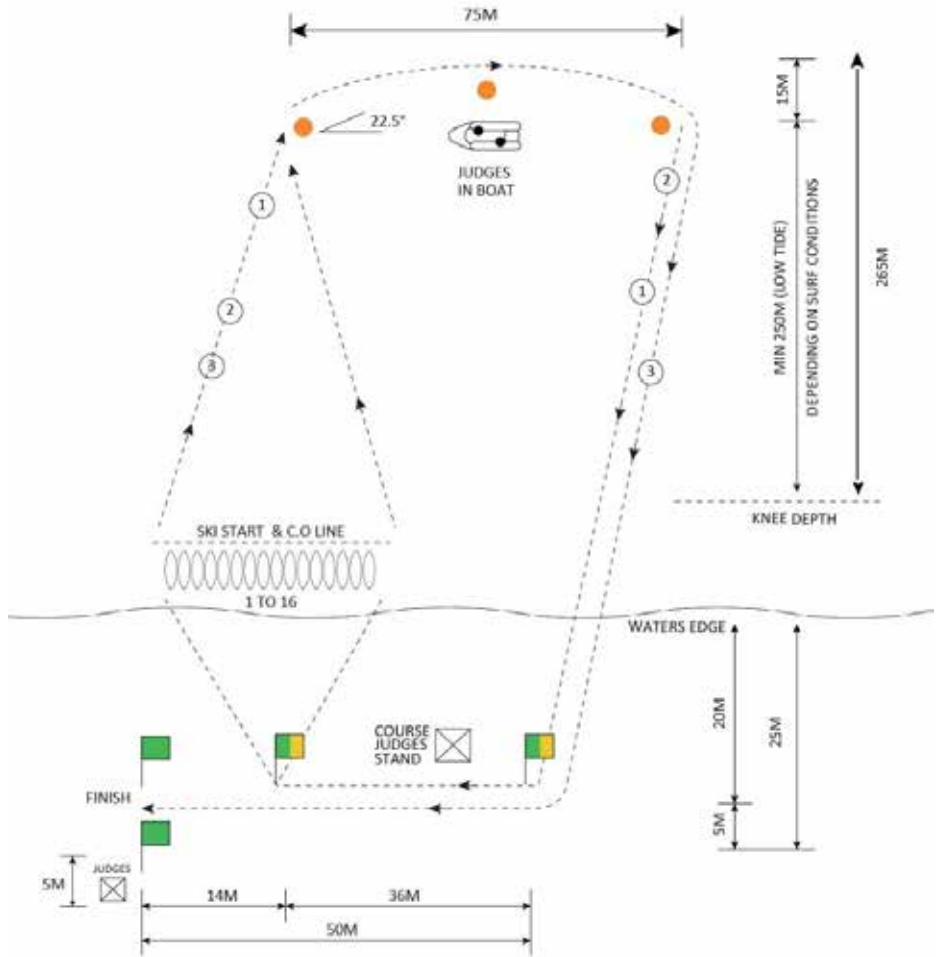 75M
15M
22.5°
JUDGES
IN BOAT
2
1
1
2
3
3
MIN 250M (LOW TIDE)
DEPENDING ON SURF CONDITIONS
265M
KNEE DEPTH
SKI START & C.O LINE
1 TO 16
WATERS EDGE
COURSE
JUDGES
STAND
20M
25M
FINISH
5M
JUDGES
5M
14M
36M
50M